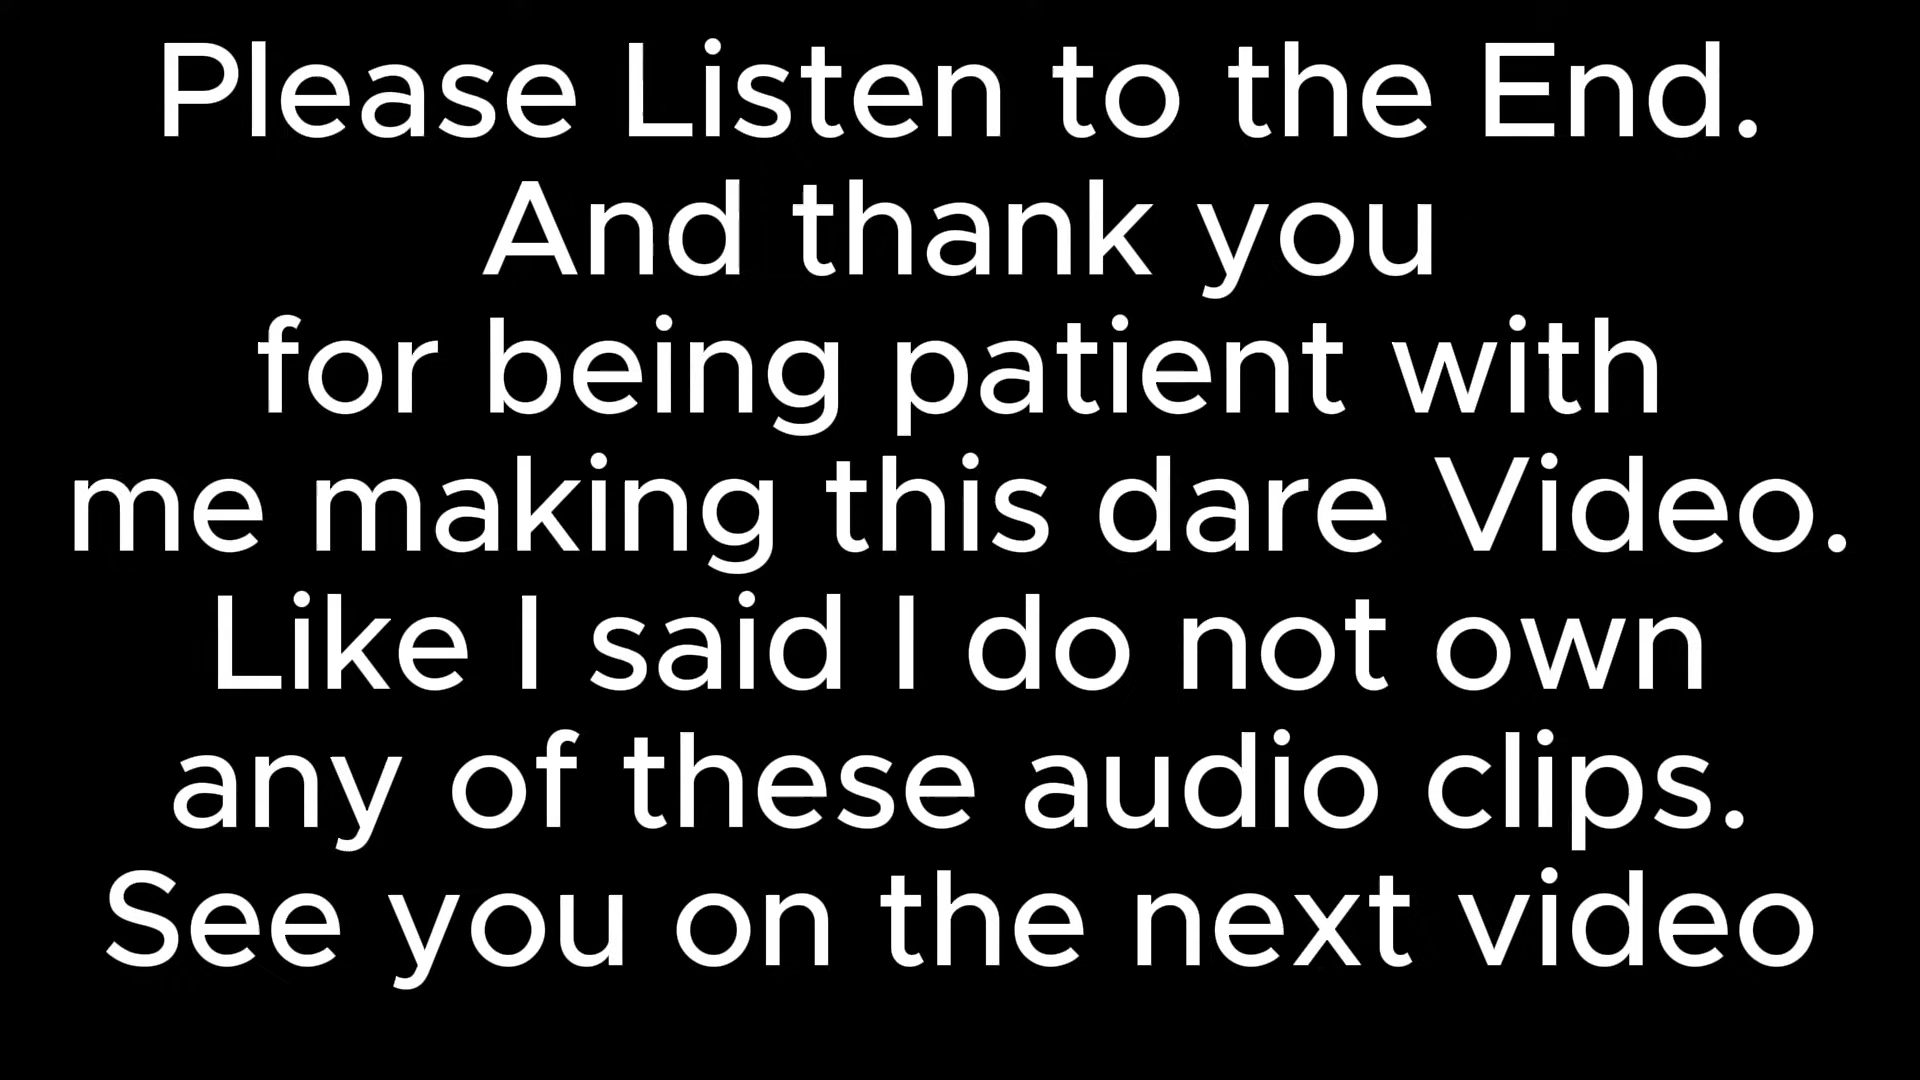 Please Listen to the End.
And thank you
for being patient with
me making this dare Video.
Like I said I do not own
any of these audio clips.
See you on the next video